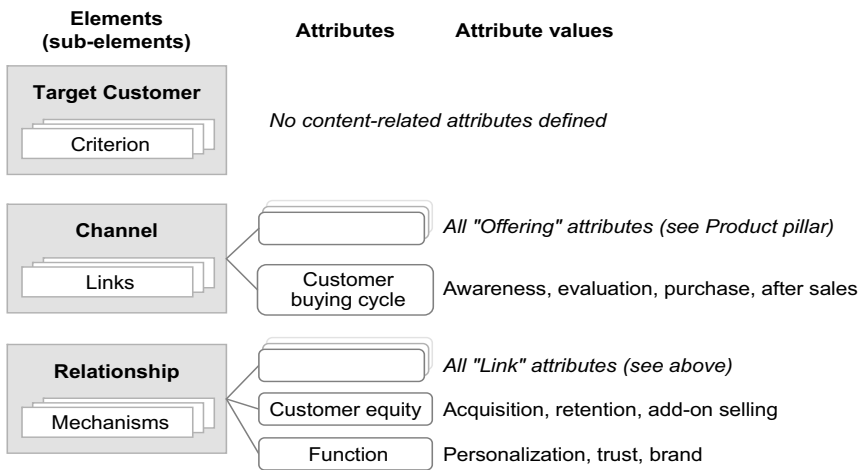 Elements
(sub-elements)
Attributes
Attribute values
Target Customer
Criterion
No content-related attributes defined
Channel
Links
All "Offering" attributes (see Product pillar)
Customer
buying cycle
Awareness, evaluation, purchase, after sales
Relationship
Mechanisms
All "Link" attributes (see above)
Customer equity
Acquisition, retention, add-on selling
Function
Personalization, trust, brand